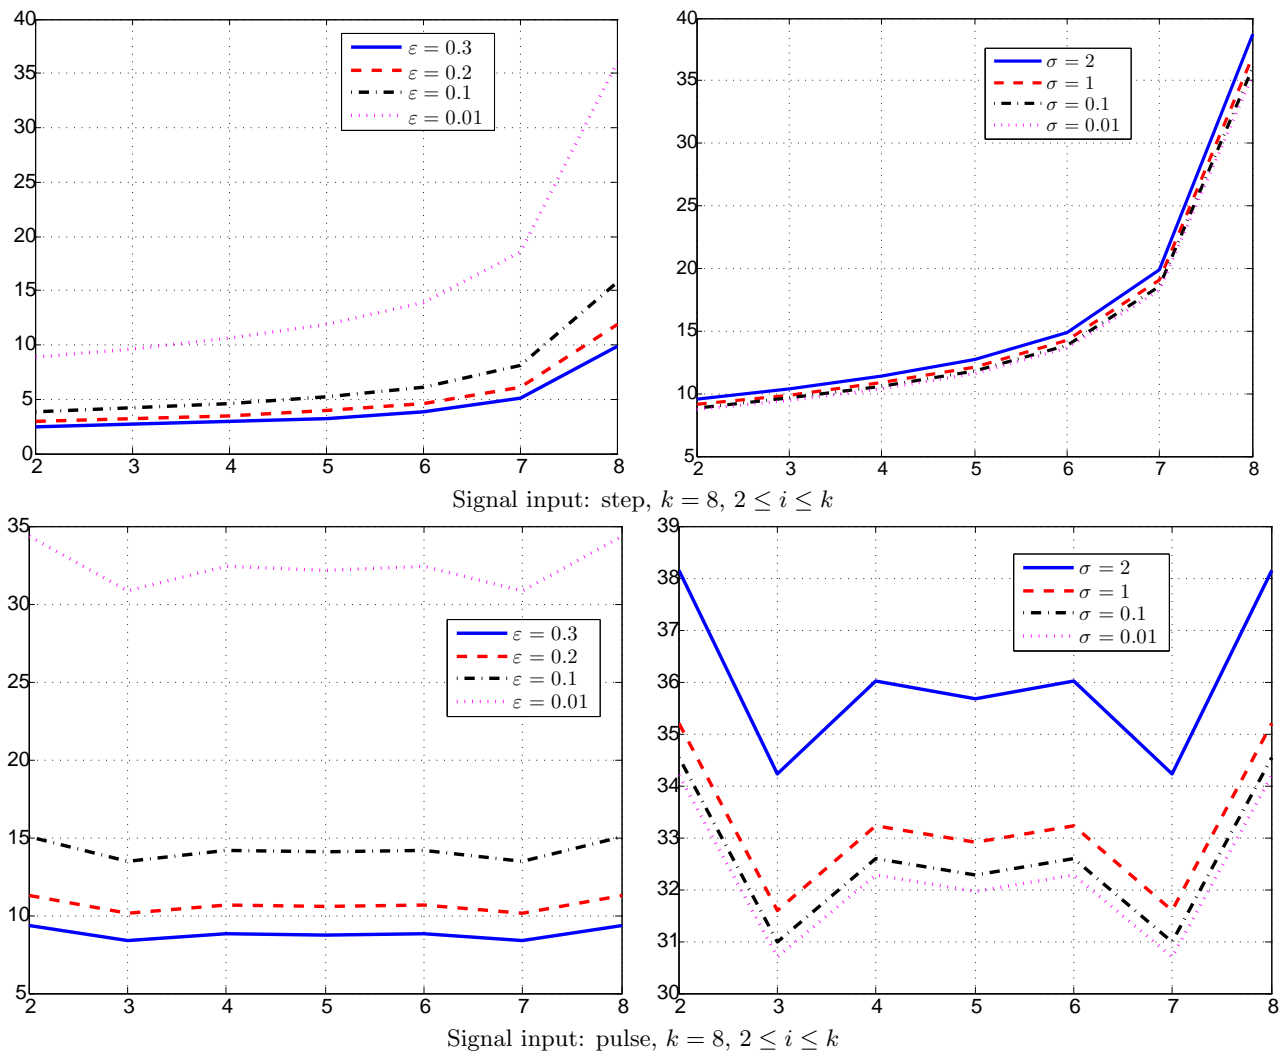 40
35
30
25
20
15
10
5
0
2 3 4 5 6 7 8
ε = 0.3
ε = 0.2
ε = 0.1
ε = 0.01
40
35
30
25
20
15
10
5
2 3 4 5 6 7 8
σ = 2
σ = 1
σ = 0.1
σ = 0.01
Signal input: step, k = 8, 2 ≤ i ≤ k
35
30
25
20
15
10
5
2 3 4 5 6 7 8
ε = 0.3
ε = 0.2
ε = 0.1
ε = 0.01
39
38
37
36
35
34
33
32
31
30
2 3 4 5 6 7 8
σ = 2
σ = 1
σ = 0.1
σ = 0.01
Signal input: pulse, k = 8, 2 ≤ i ≤ k